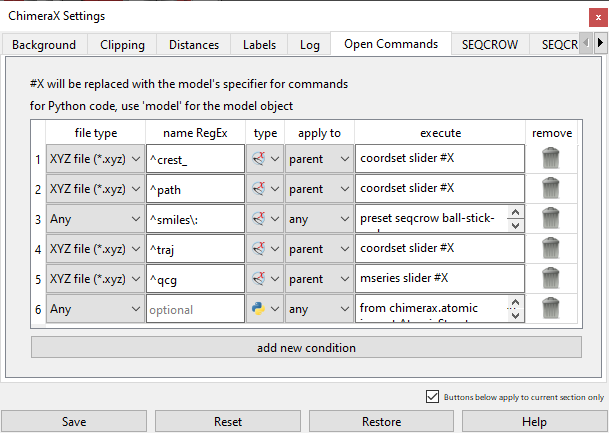 ChimeraX Settings
x
Background Clipping Distances Labels Log Open Commands SEQCROW SEQCR
#X will be replaced with the model's specifier for commands
for Python code, use 'model' for the model object
file type name RegEx type apply to execute remove
1 XYZ file (*.xyz) ^crest_ parent coordset slider #X
2 XYZ file (*.xyz) ^path parent coordset slider #X
3 Any ^smiles\: any preset seqcrow ball-stick-
4 XYZ file (*.xyz) ^traj parent coordset slider #X
5 XYZ file (*.xyz) ^qcg parent mseries slider #X
6 Any optional any from chimerax.atomic
add new condition
Buttons below apply to current section only
Save Reset Restore Help